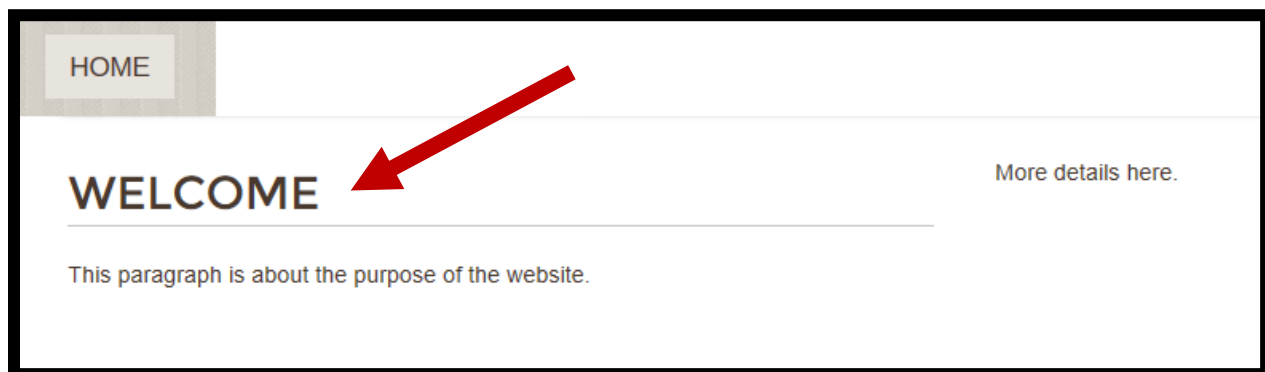 HOME
WELCOME
This paragraph is about the purpose of the website.
More details here.